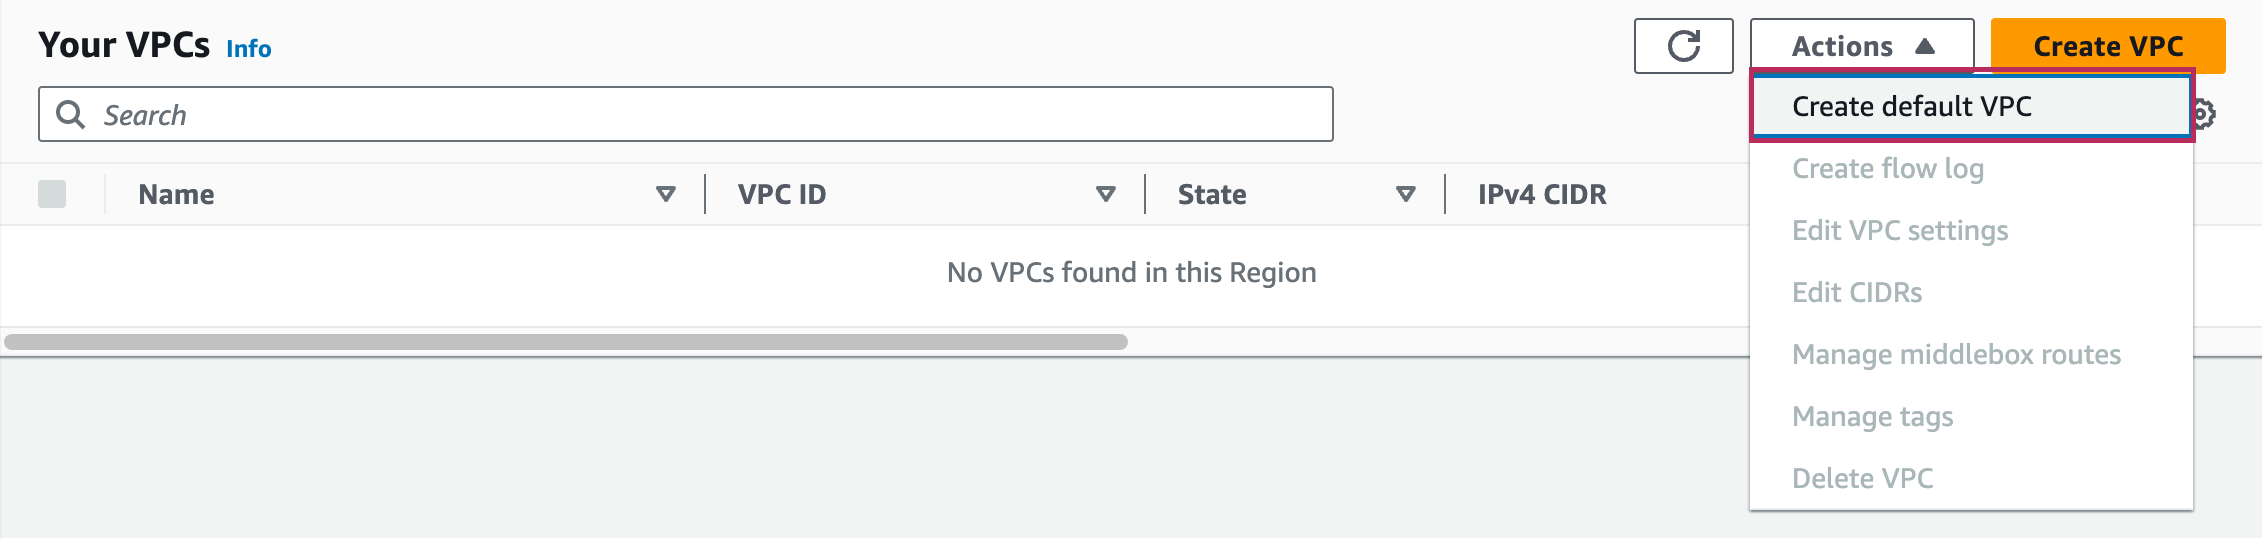 Your VPCs Info
Actions
Create VPC
Search
Create default VPC
Name
VPC ID
State
IPv4 CIDR
Create flow log
Edit VPC settings
No VPCs found in this Region
Edit CIDRs
Manage middlebox routes
Manage tags
Delete VPC